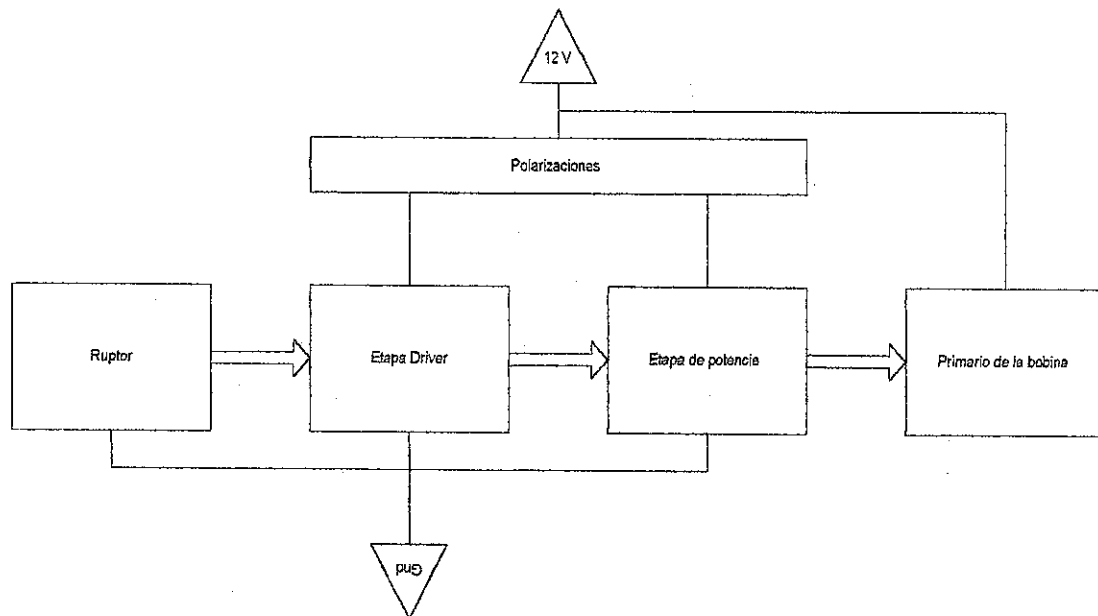 12 V
Polarizaciones
Ruptor
Etapa Driver
Etapa de potencia
Primario de la bobina
Gnd